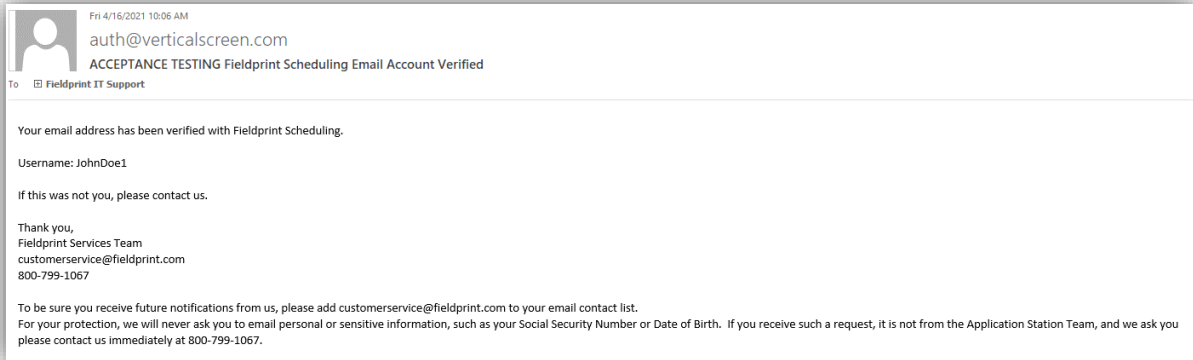 Fri 4/16/2021 10:06 AM
auth@verticalscreen.com
ACCEPTANCE TESTING Fieldprint Scheduling Email Account Verified
To Fieldprint IT Support
Your email address has been verified with Fieldprint Scheduling.
Username: JohnDoe1
If this was not you, please contact us.
Thank you,
Fieldprint Services Team
customerservice@fieldprint.com
800-799-1067
To be sure you receive future notifications from us, please add customerservice@fieldprint.com to your email contact list.
For your protection, we will never ask you to email personal or sensitive information, such as your Social Security Number or Date of Birth.  If you receive such a request, it is not from the Application Station Team, and we ask you
please contact us immediately at 800-799-1067.